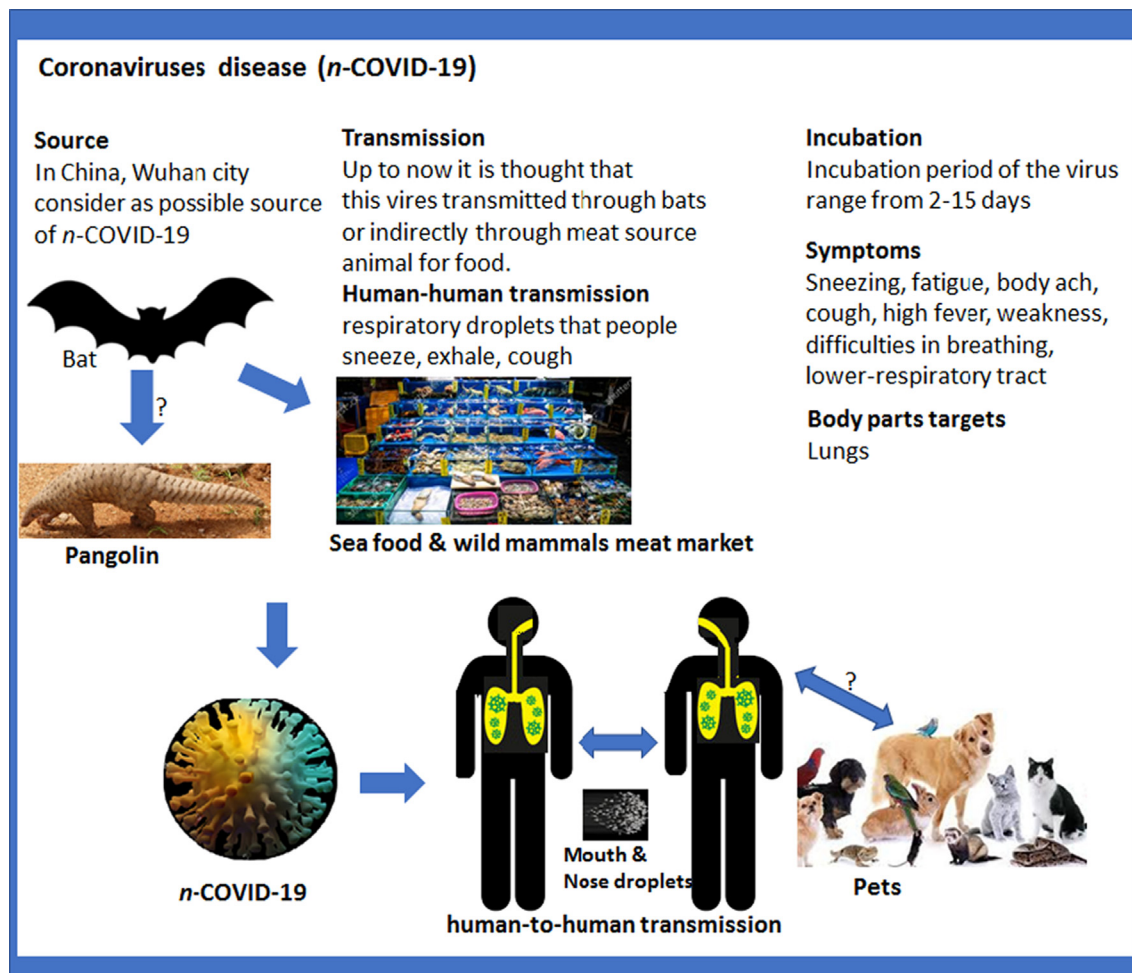 Coronaviruses disease (n-COVID-19)
Source
In China, Wuhan city
consider as possible source
of n-COVID-19
Bat
?
Pangolin
Transmission
Up to now it is thought that
this vires transmitted through bats
or indirectly through meat source
animal for food.
Human-human transmission
respiratory droplets that people
sneeze, exhale, cough
Sea food & wild mammals meat market
Incubation
Incubation period of the virus
range from 2-15 days
Symptoms
Sneezing, fatigue, body ach,
cough, high fever, weakness,
difficulties in breathing,
lower-respiratory tract
Body parts targets
Lungs
n-COVID-19
Mouth &
Nose droplets
human-to-human transmission
?
Pets